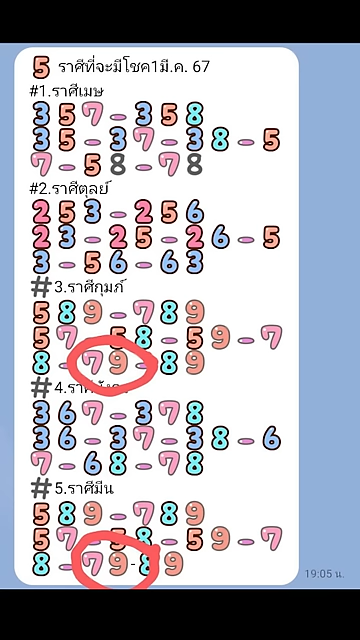 5 ราศีที่จะมีโชค1มี.ค. 67
#1.ราศีเมษ
357-358
35-37-38-5
7-58-78
#2.ราศีตุลย์
253-256
23-25-26-5
3-56-63
#3.ราศีกุมภ์
589-789
57-58-59-7
8-79-89
#4.
367-378
36-37-38-6
7-68-78
#5.ราศีมีน
589-789
57-58-59-7
8-79-89
19:05 น.